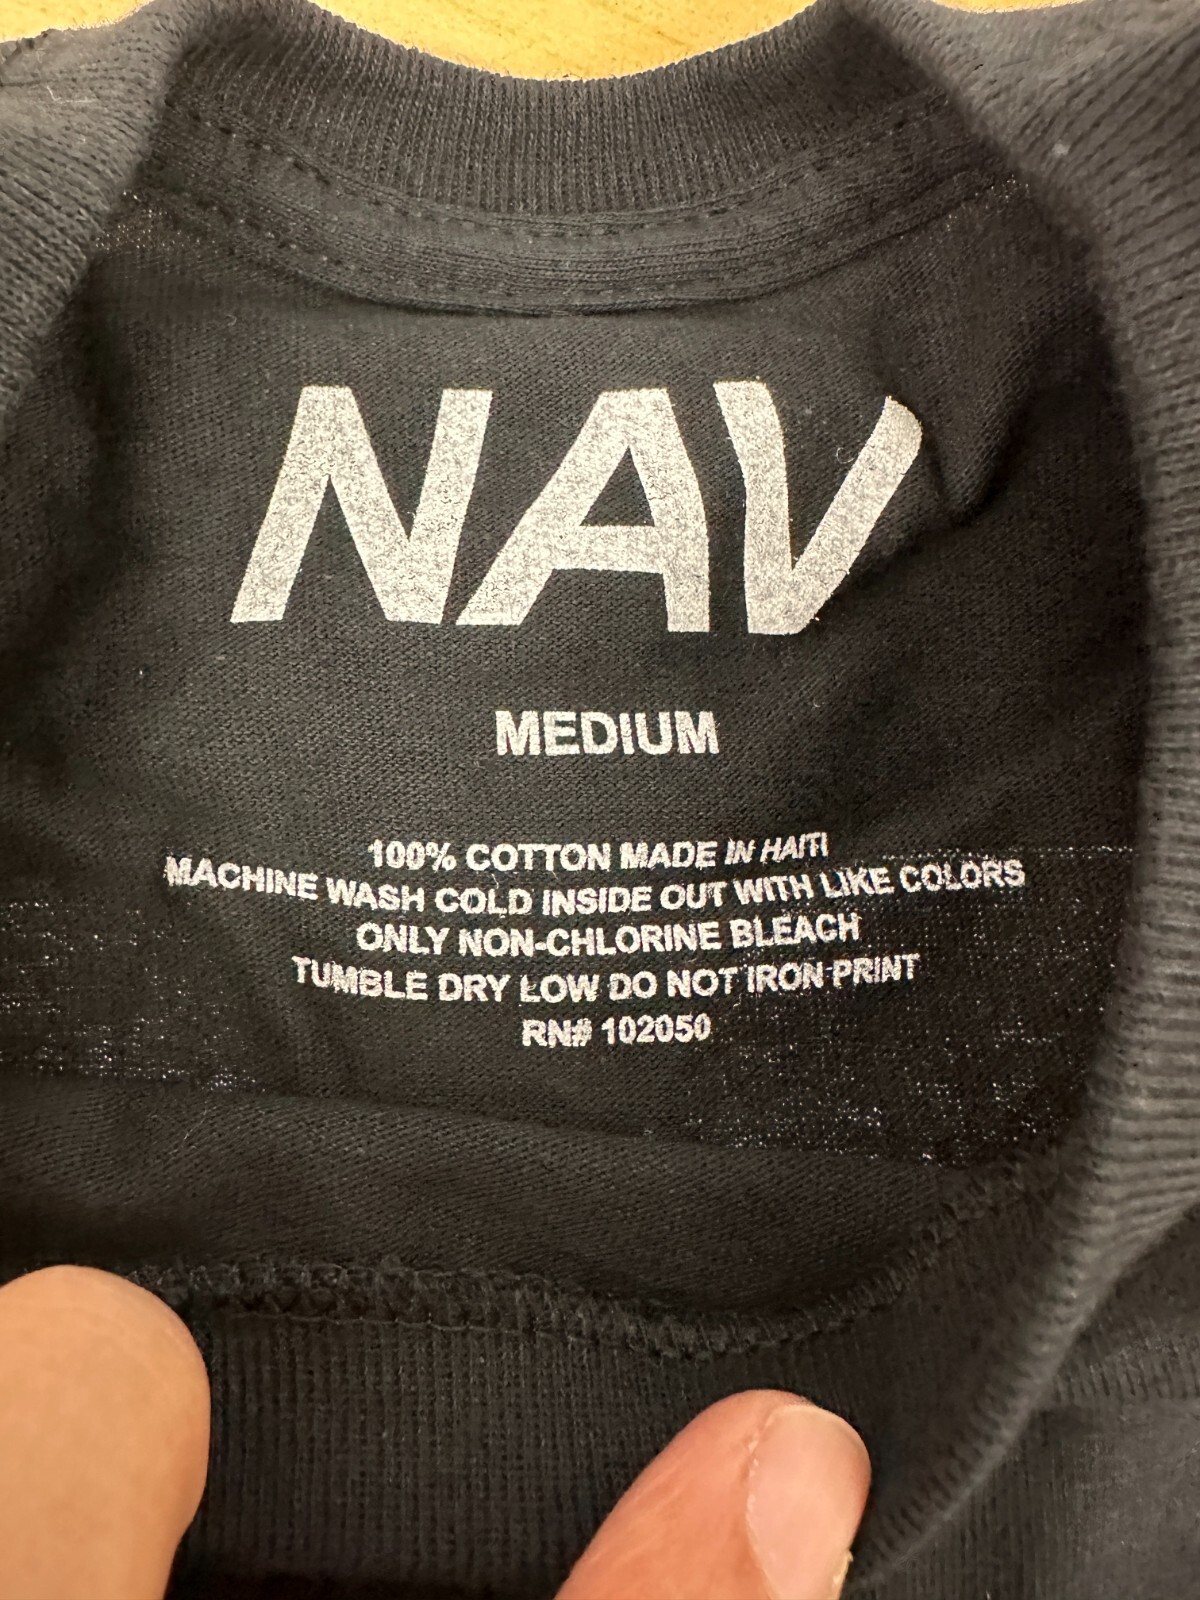 NAV
MEDIUM
100% COTTON MADE IN HAITI
MACHINE WASH COLD INSIDE OUT WITH LIKE COLORS
ONLY NON-CHLORINE BLEACH
TUMBLE DRY LOW DO NOT IRON PRINT
RN# 102050